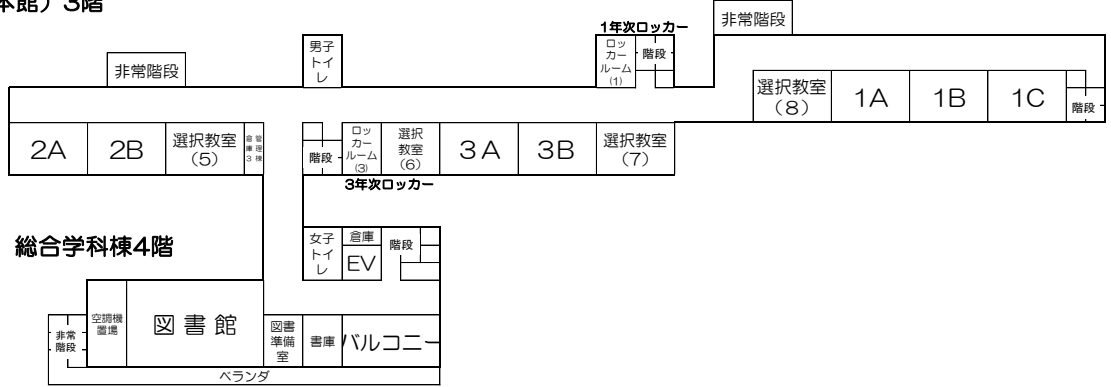 本館）3階
1年次ロッカー
非常階段
男子
トイ
レ
ロッ
カー
ルーム
(1)
階段
非常階段
選択教室
（8）
1A
1B
1C
階段
2A
2B
選択教室
（5）
倉管
庫理
3棟
階段
ロッ
カー
ルーム
(3)
選択
教室
(6)
3A
3B
選択教室
（7）
3年次ロッカー
総合学科棟4階
女子
トイ
レ
倉庫
EV
階段
空調機
置場
図書館
図書
準備
室
書庫
バルコニー
非常
階段
ベランダ